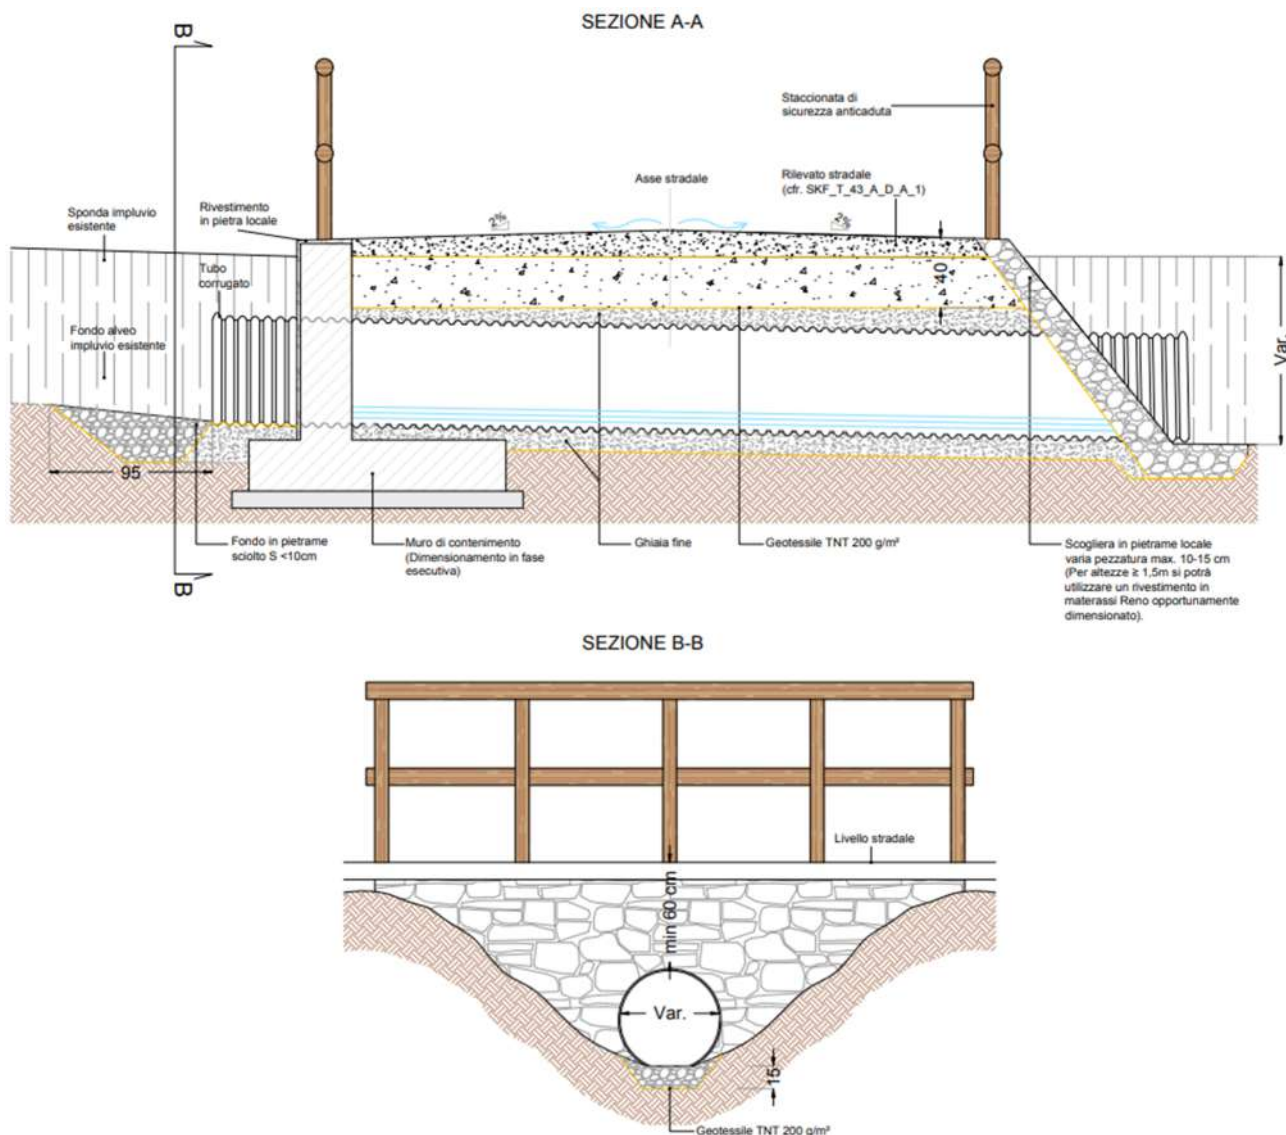 SEZIONE A-A
B
Staccionata di
sicurezza anticaduta
Asse stradale
Rilevato stradale
(cfr. SKF_T_43_A_D_A_1)
Rivestimento
in pietra locale
Sponda impluvio
esistente
2%
2%
Tubo
corrugato
40
Fondo alveo
impluvio esistente
Var.
95
Fondo in pietrame
sciolto S <10cm
Muro di contenimento
(Dimensionamento in fase
esecutiva)
Ghiaia fine
Geotessile TNT 200 g/m²
Scogliera in pietrame locale
varia pezzatura max. 10-15 cm
(Per altezze ≥ 1,5m si potrà
utilizzare un rivestimento in
materassi Reno opportunamente
dimensionato).
B
SEZIONE B-B
Livello stradale
min 60 cm
Var.
15
Geotessile TNT 200 g/m²